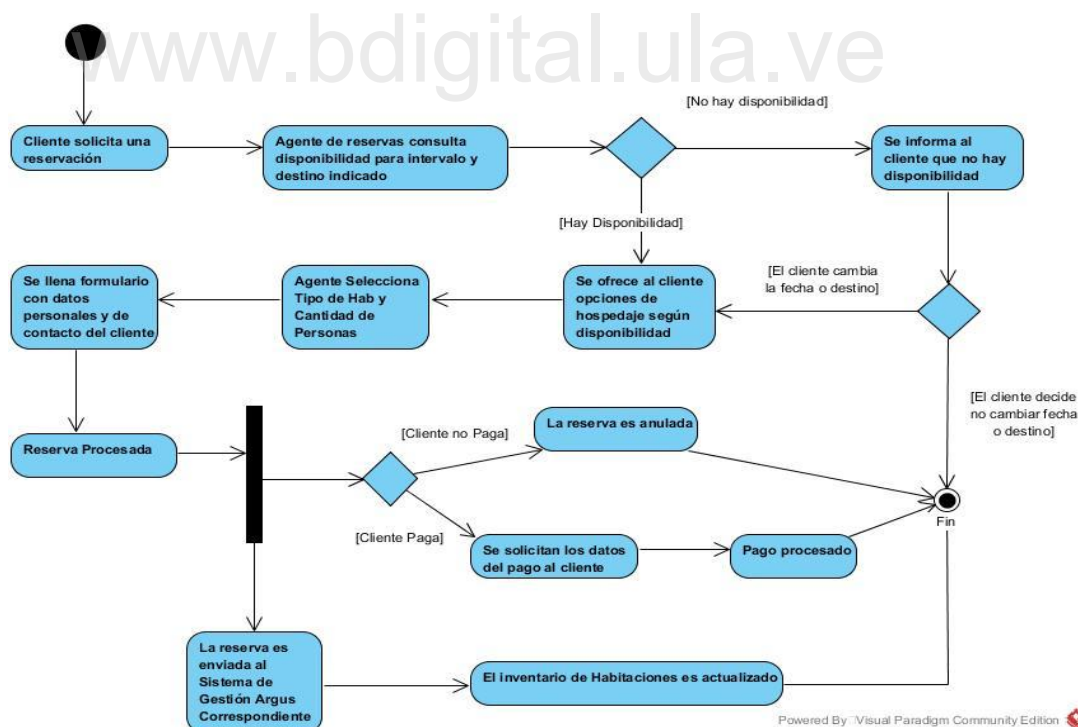 www.bdigital.ula.ve
[No hay disponibilidad]
Cliente solicita una
reservación
Agente de reservas consulta
disponibilidad para intervalo y
destino indicado
Se informa al
cliente que no hay
disponibilidad
[Hay Disponibilidad]
Se llena formulario
con datos
personales y de
contacto del cliente
Agente Selecciona
Tipo de Hab y
Cantidad de
Personas
Se ofrece al cliente
opciones de
hospedaje según
disponibilidad
[El cliente cambia
la fecha o destino]
[El cliente decide
no cambiar fecha
o destino]
Reserva Procesada
[Cliente no Paga]
La reserva es anulada
Fin
[Cliente Paga]
Se solicitan los datos
del pago al cliente
Pago procesado
La reserva es
enviada al
Sistema de
Gestión Argus
Correspondiente
El inventario de Habitaciones es actualizado
Powered By Visual Paradigm Community Edition